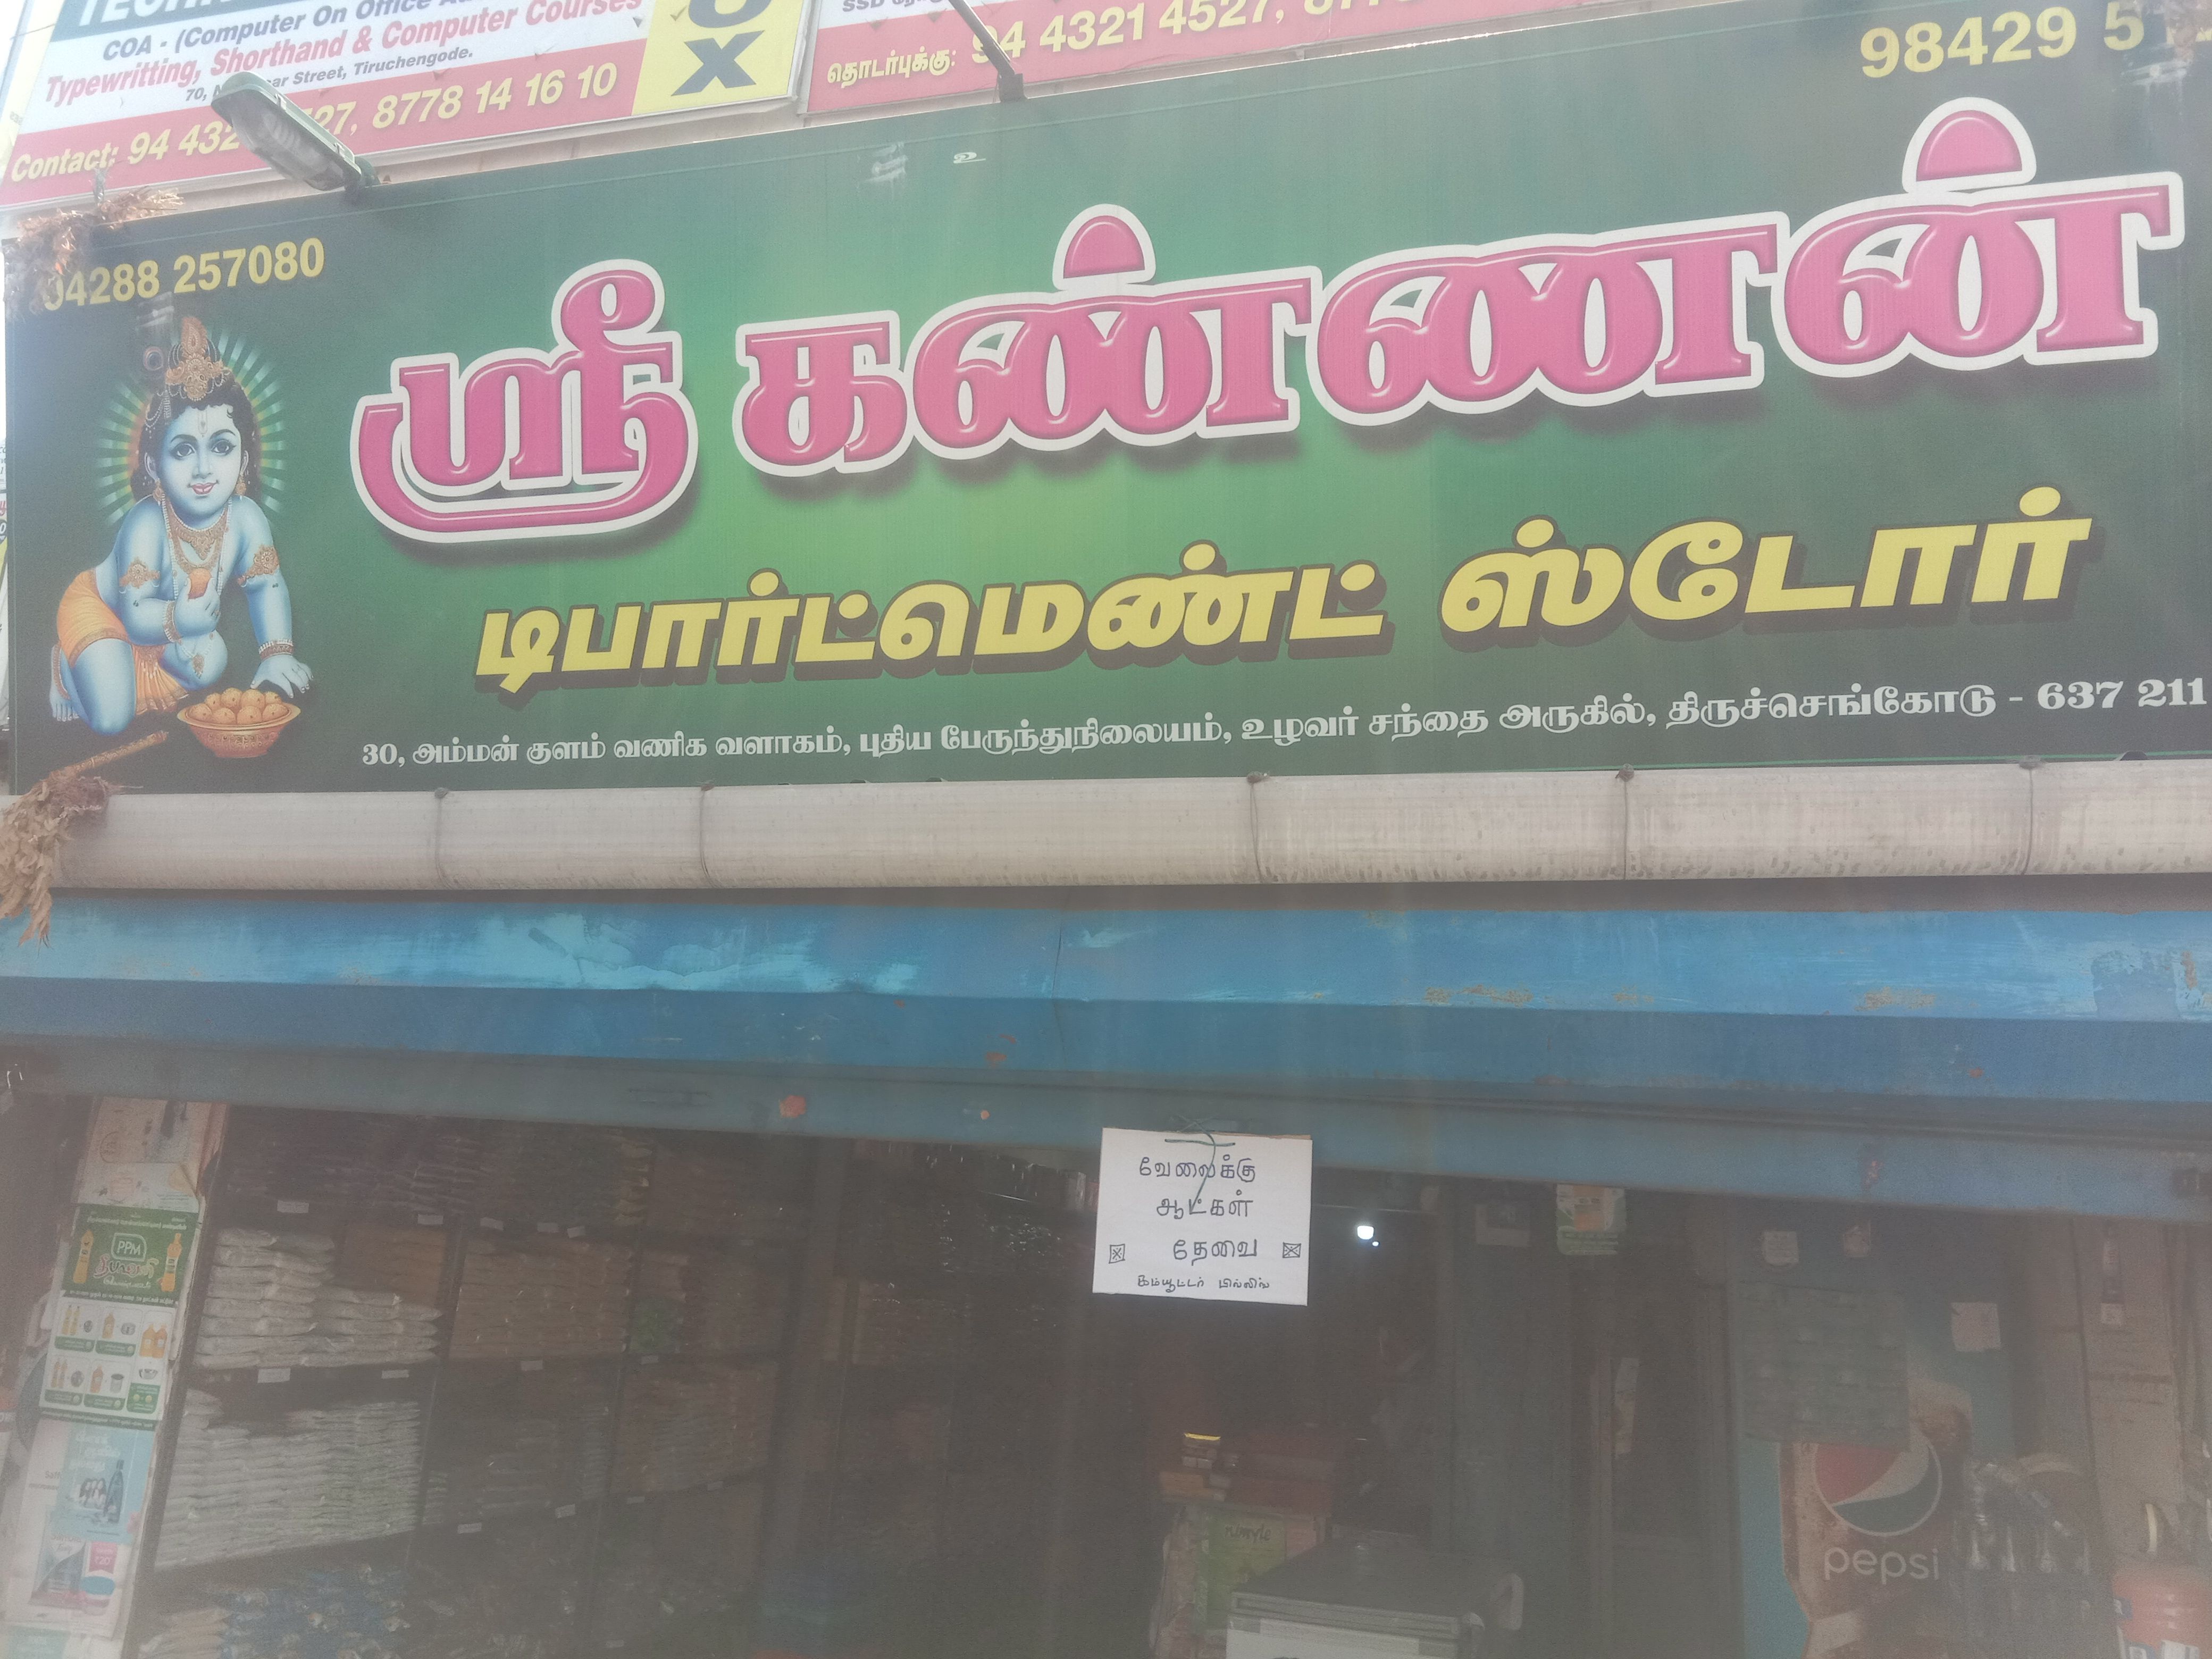 COA - (Computer On Office
Typewritting, Shorthand & Computer Courses
Street, Tiruchengode.
Contact: 94 432 27, 8778 14 16 10
X
தொடர்புக்கு: 94 4321 4527,
98429 5
04288 257080
உ
ஸ்ரீ கண்ணன்
டிபார்ட்மெண்ட் ஸ்டோர்
30, அம்மன் குளம் வணிக வளாகம், புதிய பேருந்துநிலையம், உழவர் சந்தை அருகில், திருச்செங்கோடு - 637 211
வேலைக்கு
ஆட்கள்
தேவை
கம்யூட்டர் பில்லிங்
PPM
pepsi